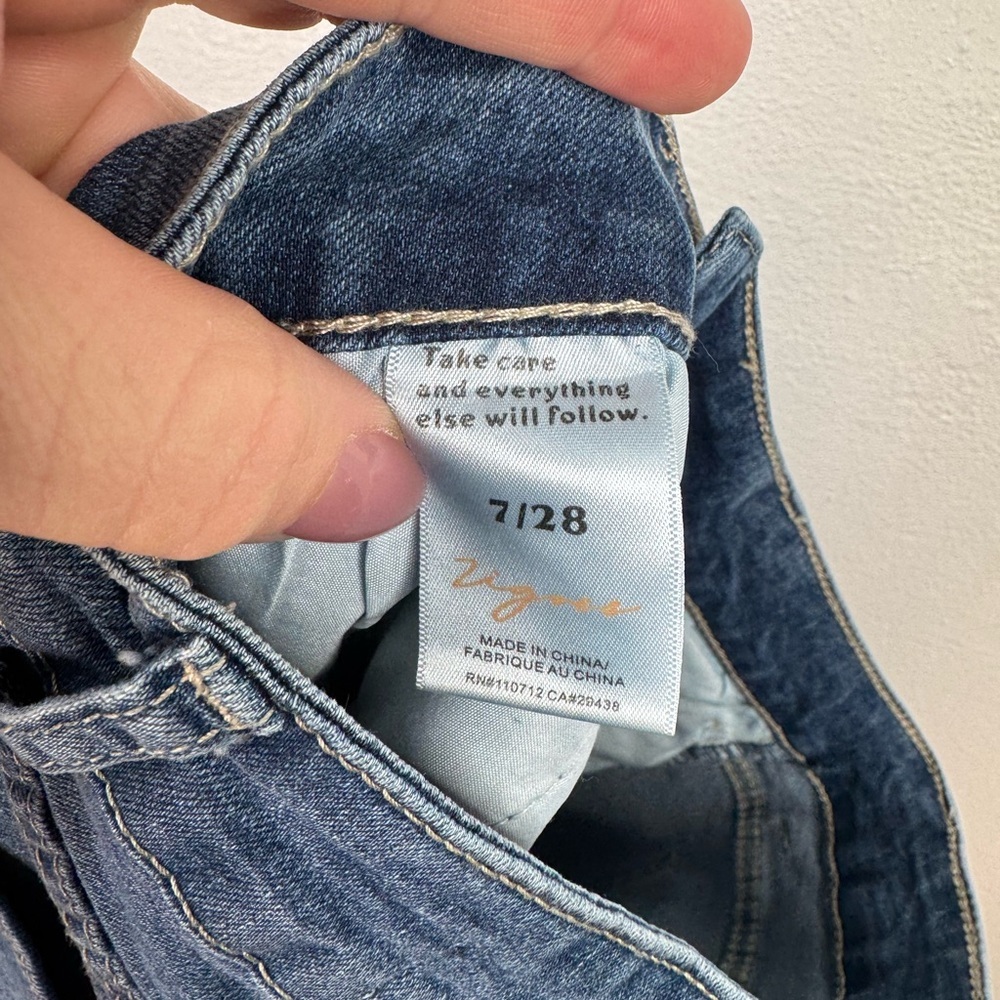 Take care
and everything
else will follow.
7/28
Vigoss
MADE IN CHINA/
FABRIQUE AU CHINA
RN#110712 CA#29438